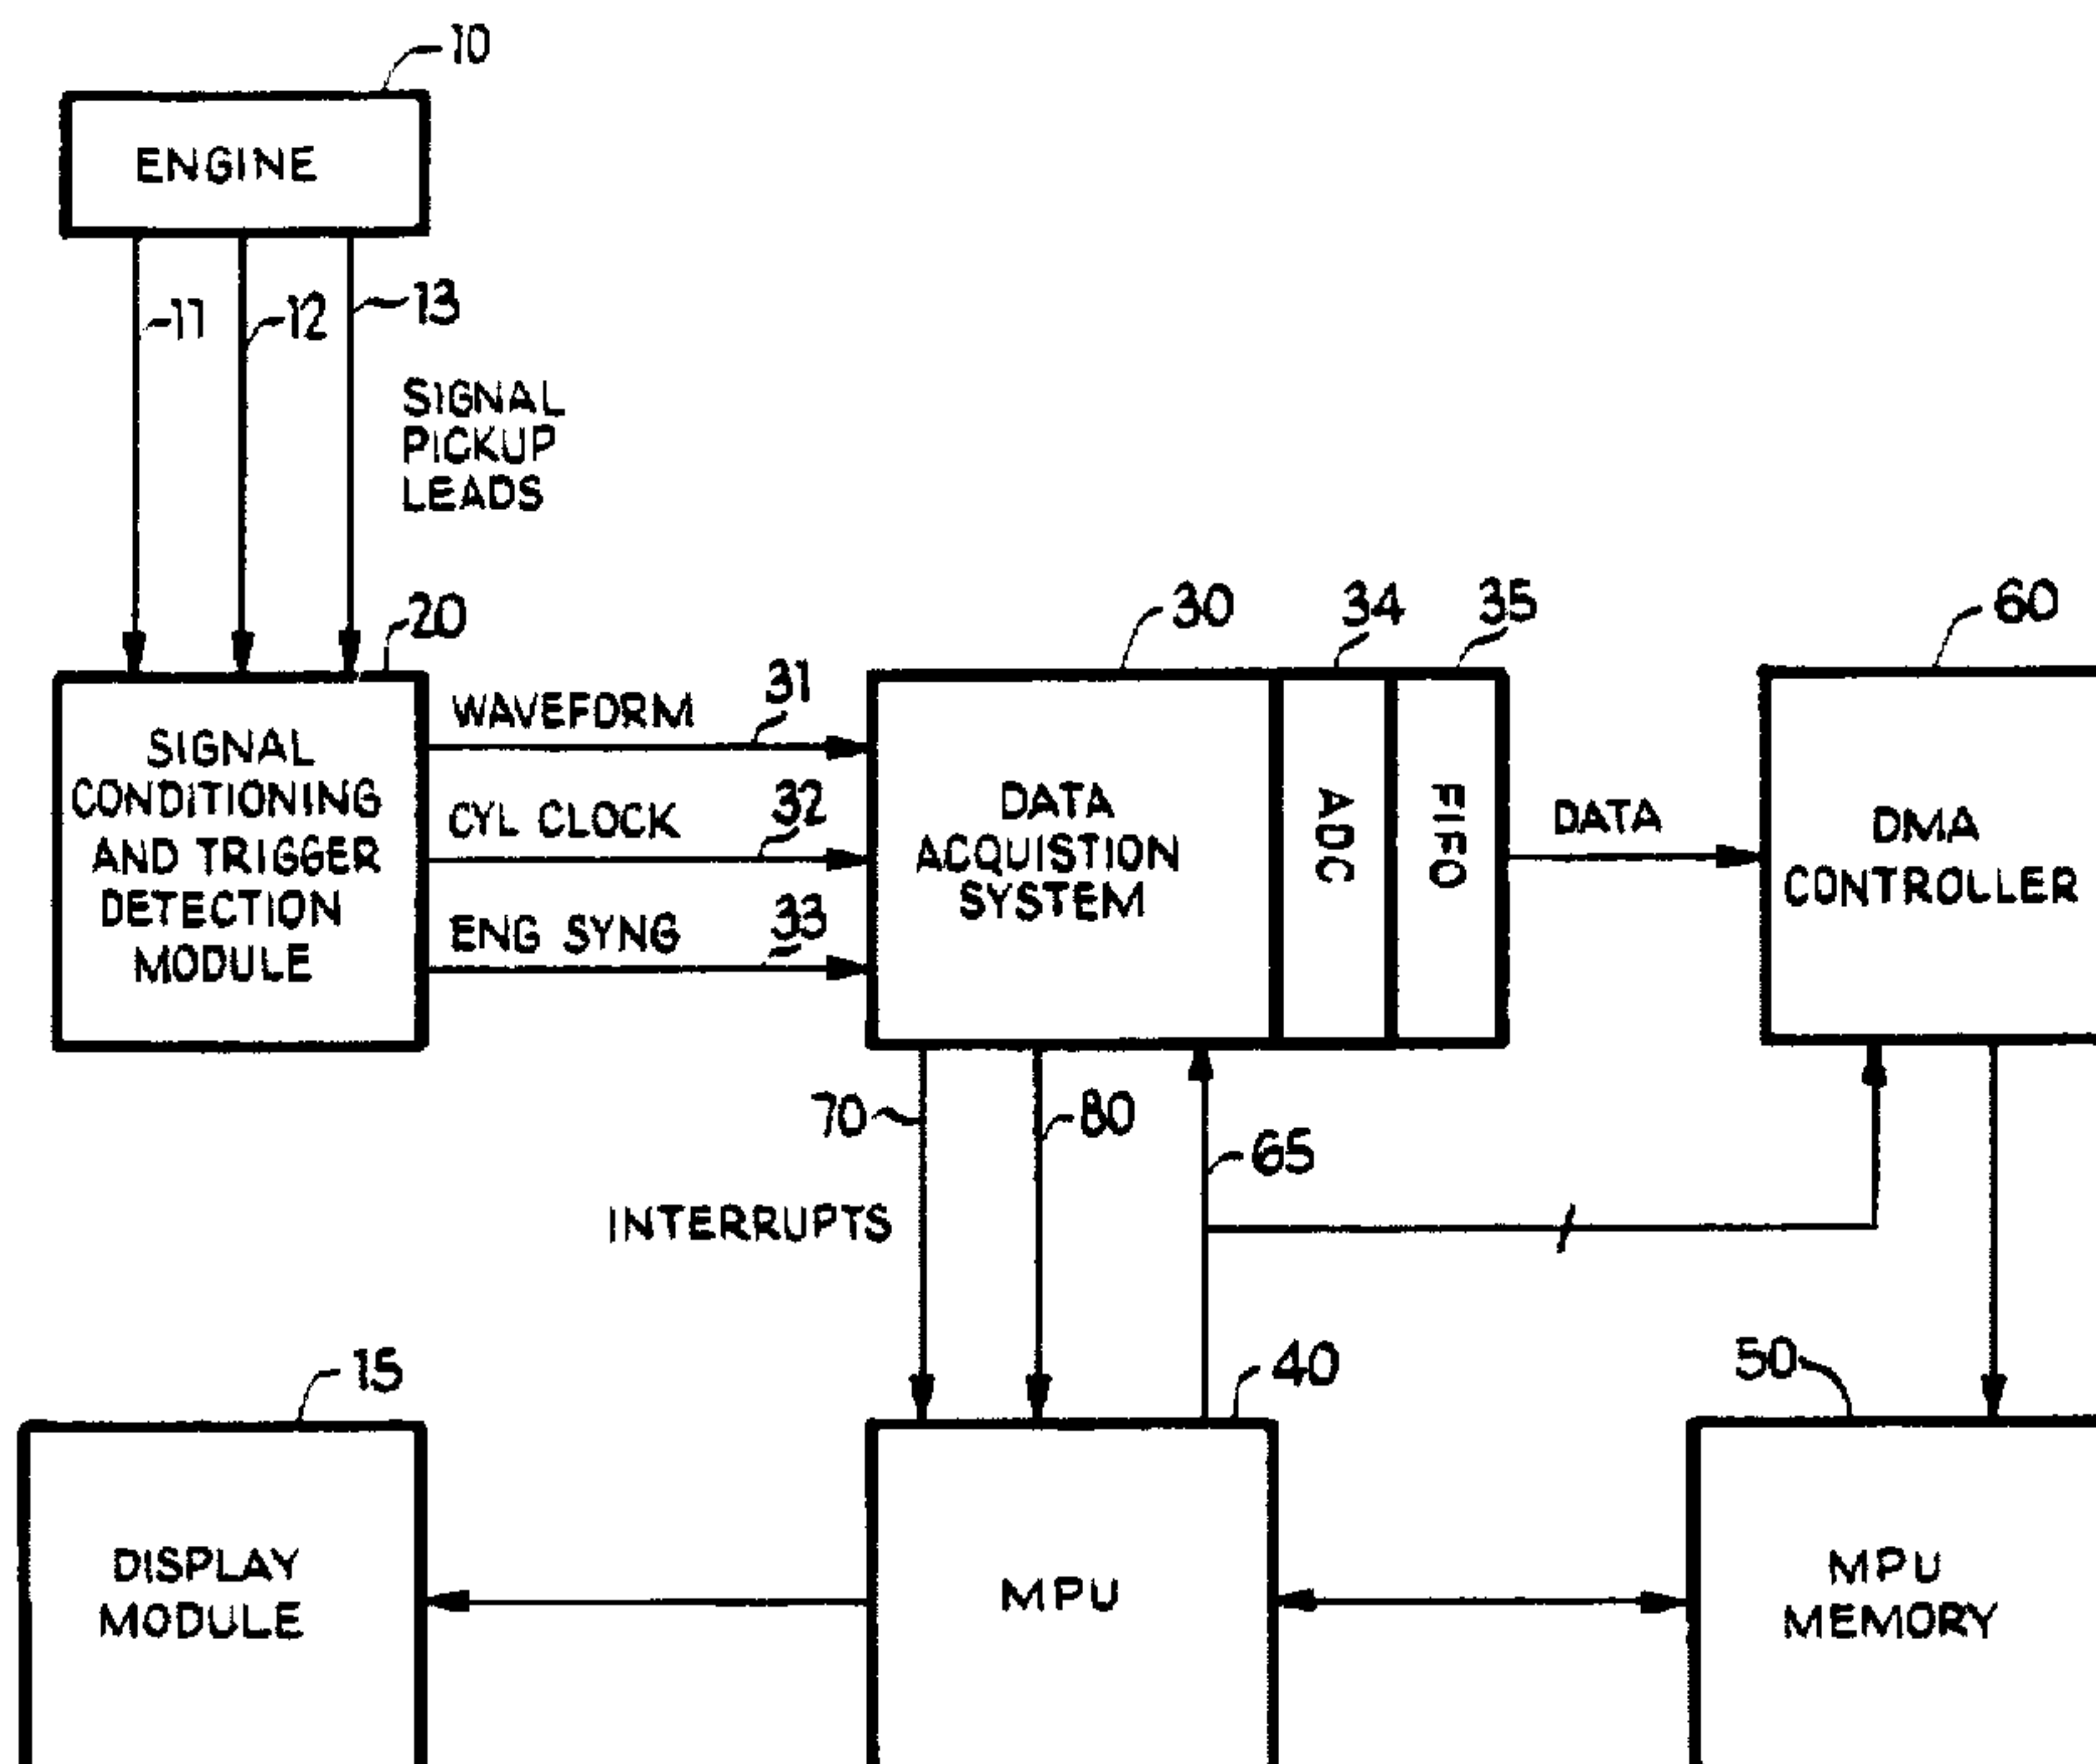 10
ENGINE
11
12
13
SIGNAL
PICKUP
LEADS
20
SIGNAL
CONDITIONING
AND TRIGGER
DETECTION
MODULE
WAVEFORM
31
CYL CLOCK
32
ENG SYNG
33
30
34
35
DATA
ACQUISTION
SYSTEM
ADC
FIFO
DATA
60
DMA
CONTROLLER
70
80
65
INTERRUPTS
15
DISPLAY
MODULE
40
MPU
50
MPU
MEMORY